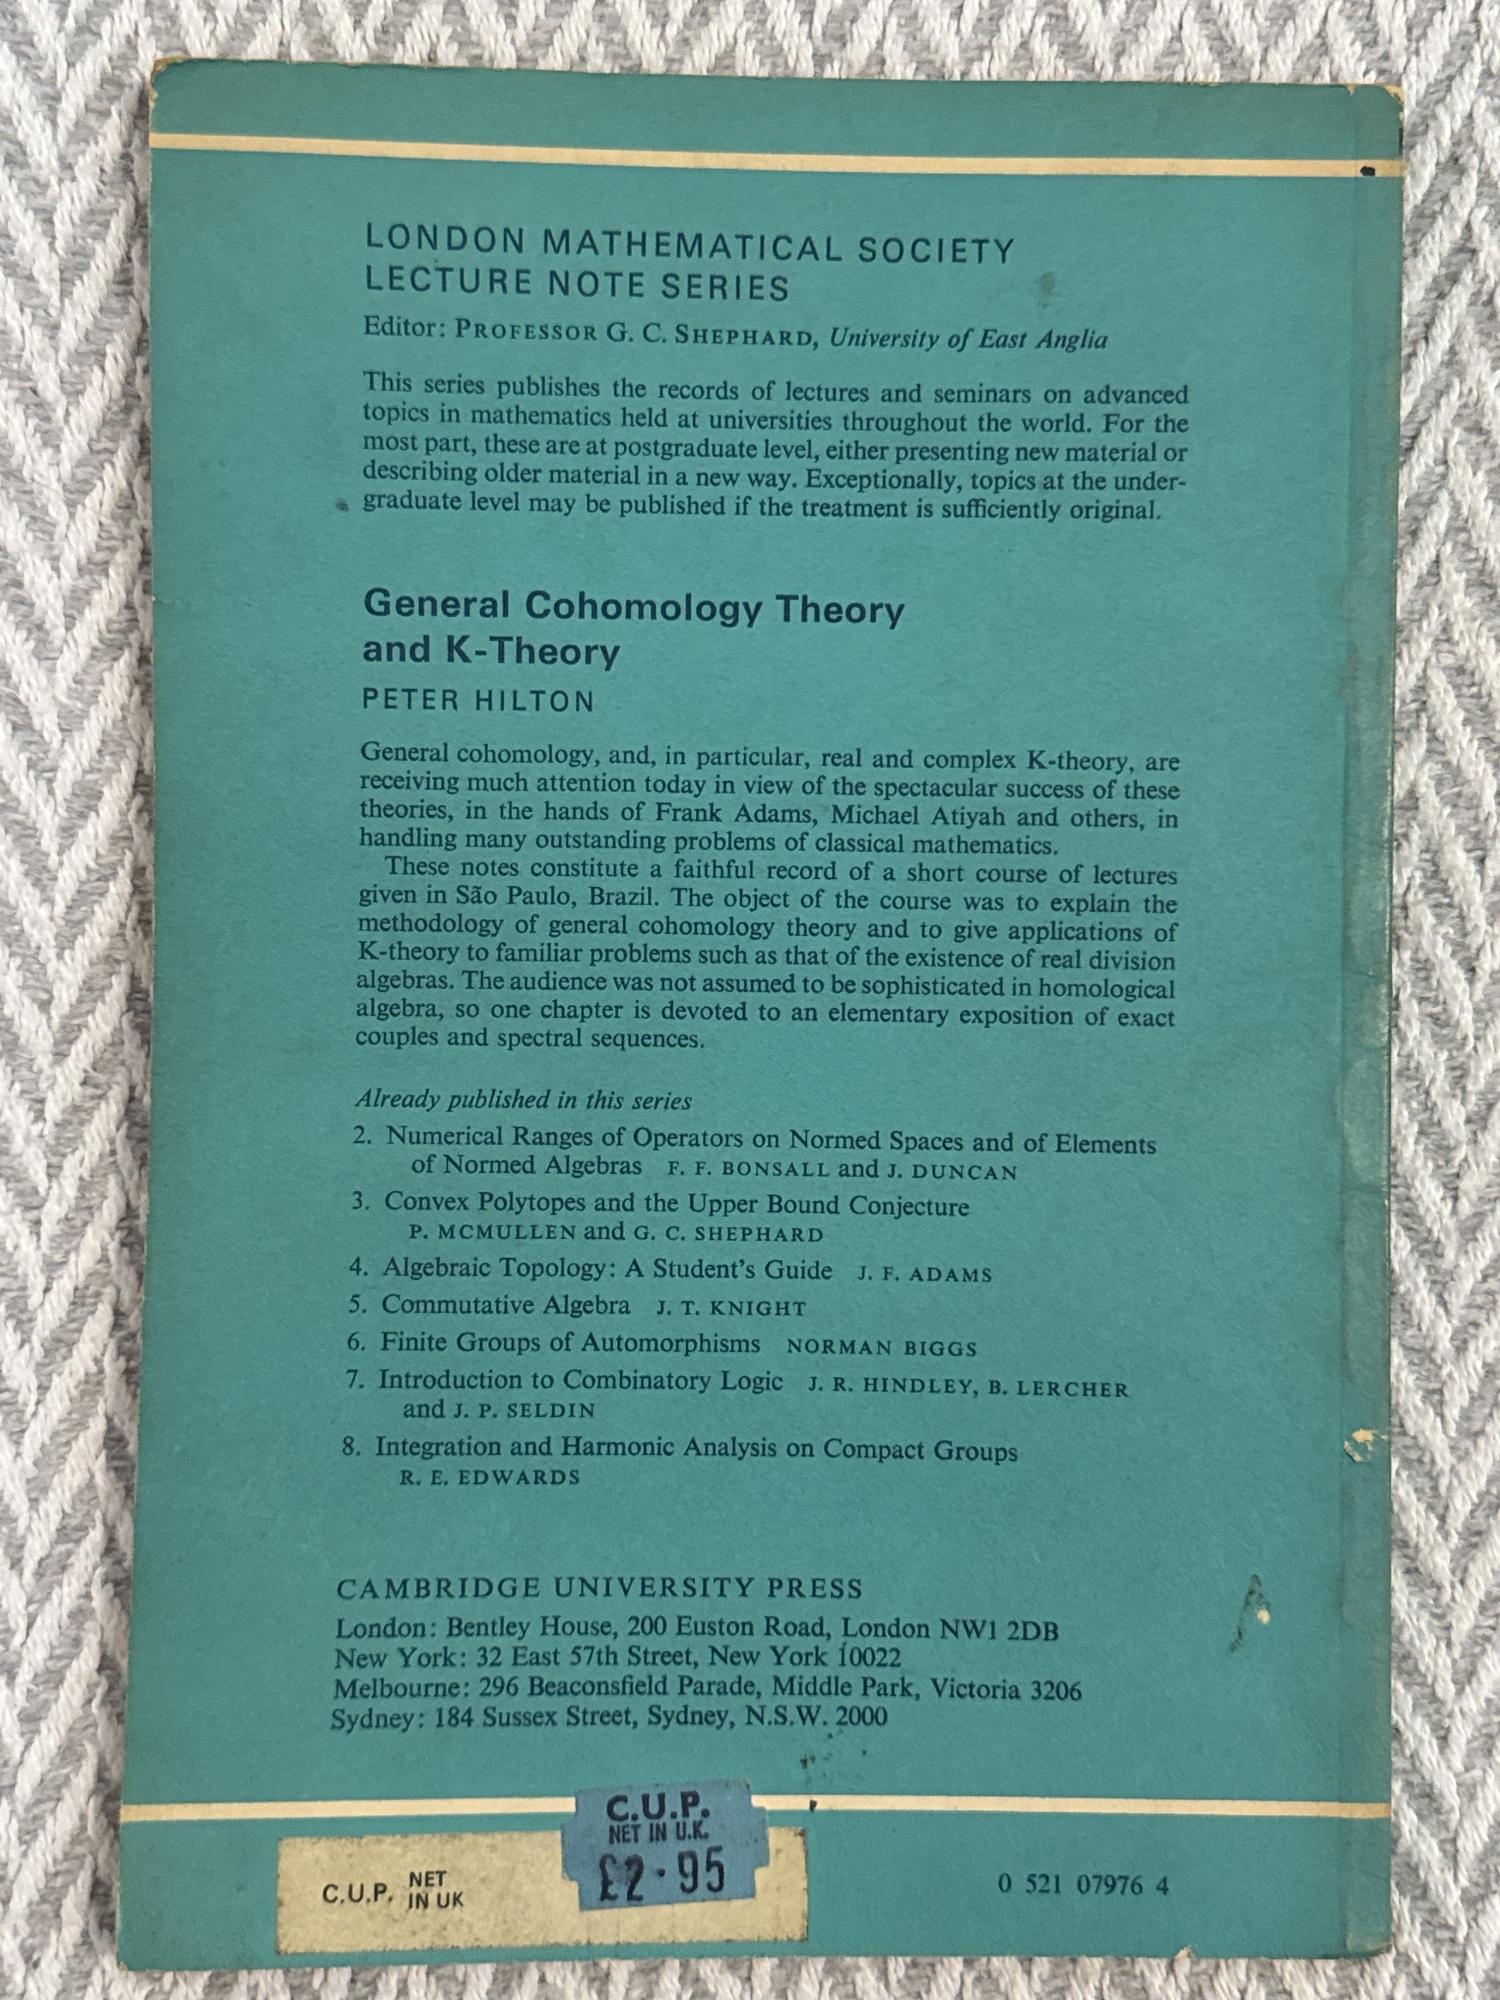 LONDON MATHEMATICAL SOCIETY
LECTURE NOTE SERIES
Editor: PROFESSOR G. C. SHEPHARD, University of East Anglia
This series publishes the records of lectures and seminars on advanced
topics in mathematics held at universities throughout the world. For the
most part, these are at postgraduate level, either presenting new material or
describing older material in a new way. Exceptionally, topics at the under-
graduate level may be published if the treatment is sufficiently original.
General Cohomology Theory
and K-Theory
PETER HILTON
General cohomology, and, in particular, real and complex K-theory, are
receiving much attention today in view of the spectacular success of these
theories, in the hands of Frank Adams, Michael Atiyah and others, in
handling many outstanding problems of classical mathematics.
These notes constitute a faithful record of a short course of lectures
given in São Paulo, Brazil. The object of the course was to explain the
methodology of general cohomology theory and to give applications of
K-theory to familiar problems such as that of the existence of real division
algebras. The audience was not assumed to be sophisticated in homological
algebra, so one chapter is devoted to an elementary exposition of exact
couples and spectral sequences.
Already published in this series
2. Numerical Ranges of Operators on Normed Spaces and of Elements
of Normed Algebras F. F. BONSALL and J. DUNCAN
3. Convex Polytopes and the Upper Bound Conjecture
P. MCMULLEN and G. C. SHEPHARD
4. Algebraic Topology: A Student's Guide J. F. ADAMS
5. Commutative Algebra J. T. KNIGHT
6. Finite Groups of Automorphisms NORMAN BIGGS
7. Introduction to Combinatory Logic J. R. HINDLEY, B. LERCHER
and J. P. SELDIN
8. Integration and Harmonic Analysis on Compact Groups
R. E. EDWARDS
CAMBRIDGE UNIVERSITY PRESS
London: Bentley House, 200 Euston Road, London NW1 2DB
New York: 32 East 57th Street, New York 10022
Melbourne: 296 Beaconsfield Parade, Middle Park, Victoria 3206
Sydney: 184 Sussex Street, Sydney, N.S.W. 2000
C.U.P.
NET IN U.K.
£2·95
C.U.P. NET
IN UK
0 521 07976 4